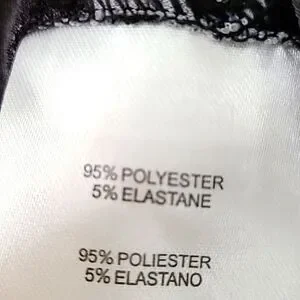 95% POLYESTER
5% ELASTANE
95% POLIESTER
5% ELASTANO